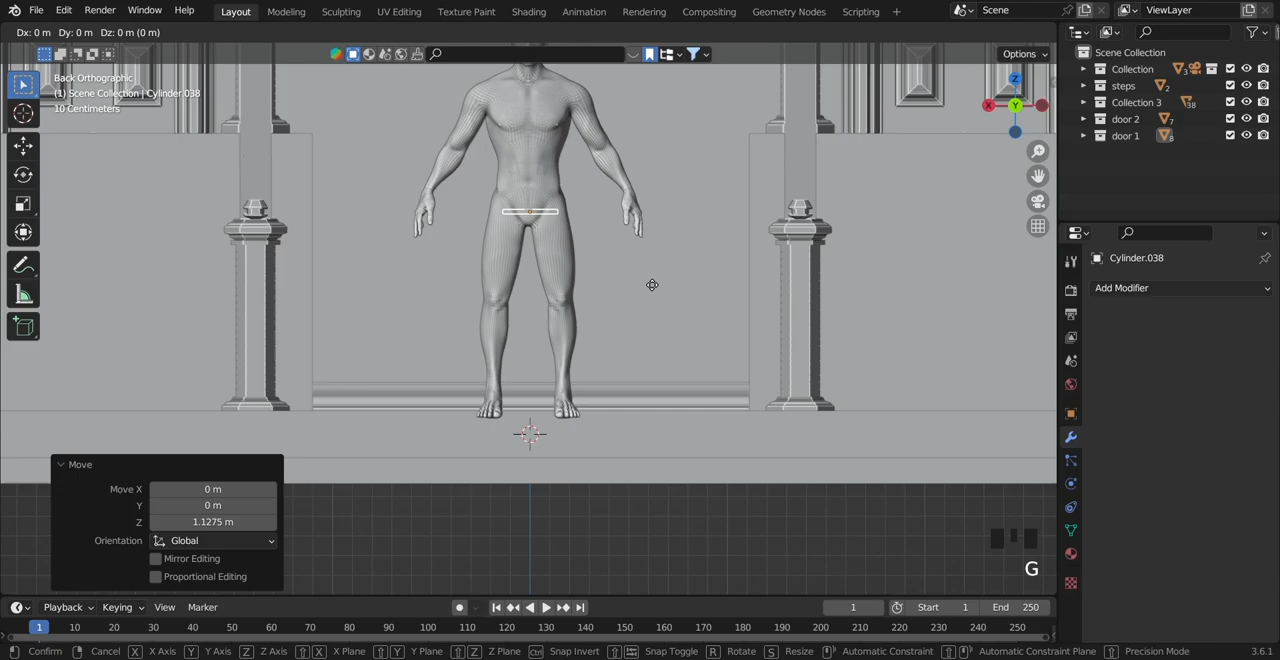 File Edit Render Window Help Layout Modeling Sculpting UV Editing Texture Paint Shading Animation Rendering Compositing Geometry Nodes Scripting + Scene ViewLayer
Dx: 0 m Dy: 0 m Dz: 0 m (0 m)
Options
Back Orthographic
(1) Scene Collection | Cylinder.038
10 Centimeters
Z
X
Y
Scene Collection
Collection 3
steps 2
Collection 3 38
door 2 7
door 1 8
Cylinder.038
Add Modifier
Move
Move X 0 m
Y 0 m
Z 1.1275 m
Orientation Global
Mirror Editing
Proportional Editing
G
Playback Keying View Marker 1 Start 1 End 250
1 10 20 30 40 50 60 70 80 90 100 110 120 130 140 150 160 170 180 190 200 210 220 230 240 250
Confirm Cancel X X Axis Y Y Axis Z Z Axis X X Plane Y Y Plane Z Z Plane Ctrl Snap Invert Snap Toggle R Rotate S Resize Automatic Constraint Automatic Constraint Plane Precision Mode 3.6.1